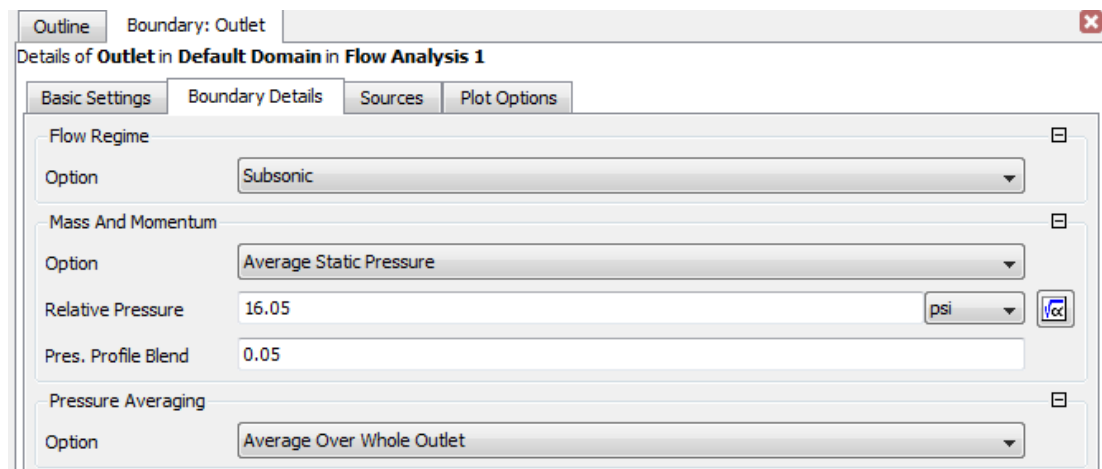 Outline Boundary: Outlet
Details of Outlet in Default Domain in Flow Analysis 1
Basic Settings Boundary Details Sources Plot Options
Flow Regime
Option Subsonic
Mass And Momentum
Option Average Static Pressure
Relative Pressure 16.05 psi
Pres. Profile Blend 0.05
Pressure Averaging
Option Average Over Whole Outlet